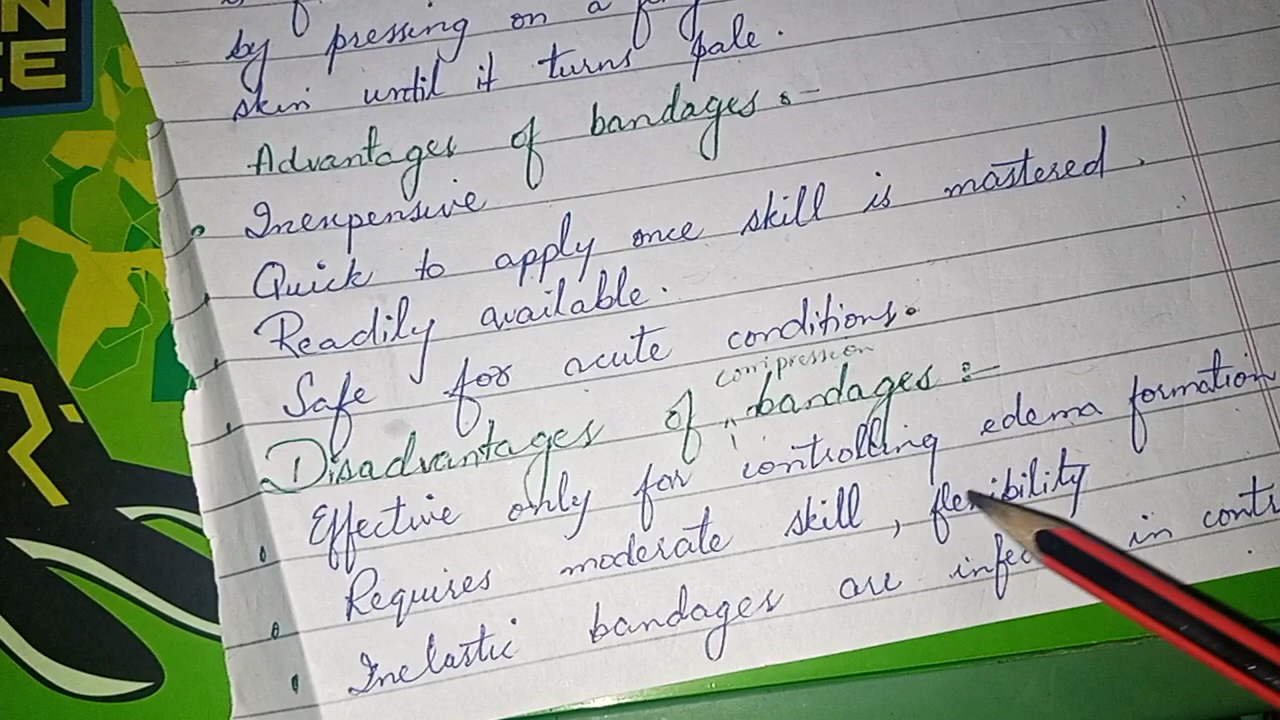 by pressing on a
skin until it turns pale.
Advantages of bandages :-
Inexpensive
Quick to apply once skill is mastered.
Readily available.
Safe for acute conditions.
compression
Disadvantages of bandages :-
Effective only for controlling edema formation
Requires moderate skill, flexibility
Inelastic bandages are in